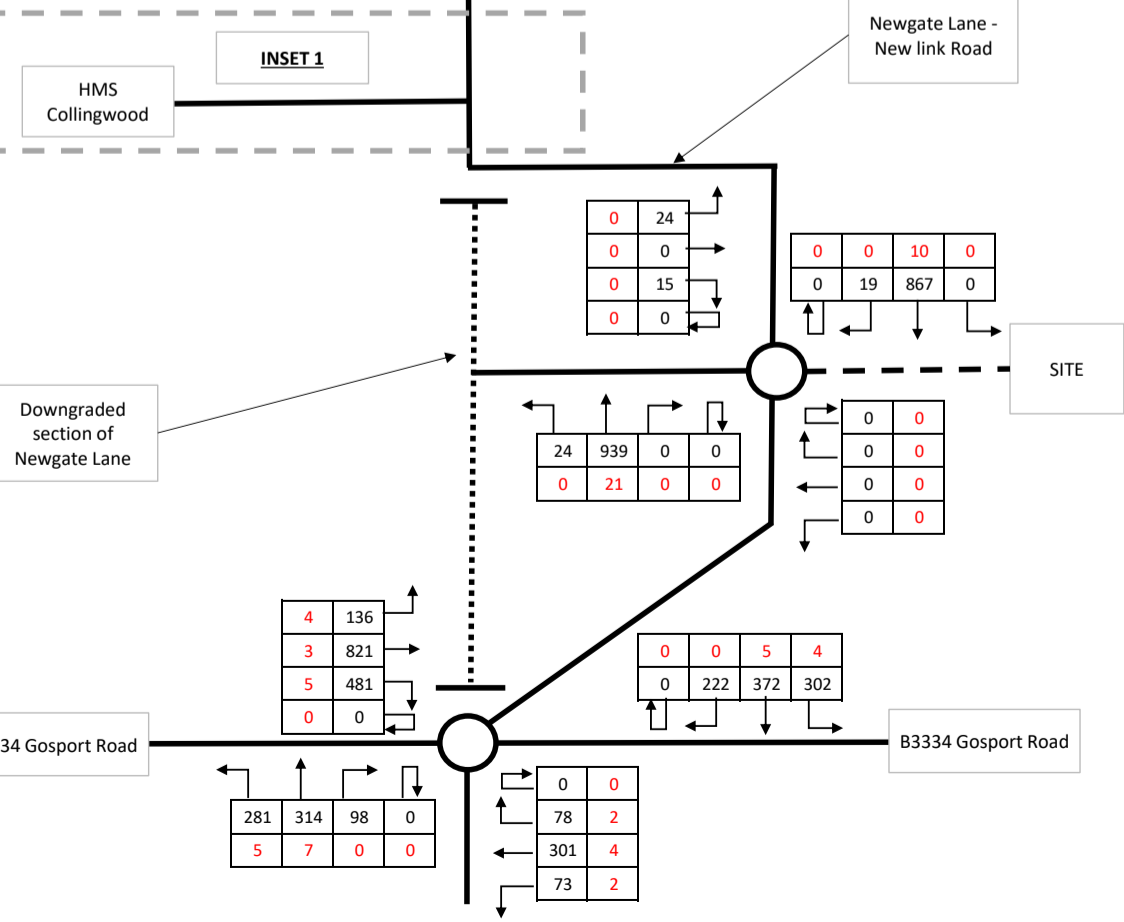 Newgate Lane -
New link Road
INSET 1
HMS
Collingwood
0 24
0 0
0 15
0 0
0 0 10 0
0 19 867 0
SITE
Downgraded
section of
Newgate Lane
24 939 0 0
0 21 0 0
0 0
0 0
0 0
0 0
4 136
3 821
5 481
0 0
0 0 5 4
0 222 372 302
34 Gosport Road
B3334 Gosport Road
281 314 98 0
5 7 0 0
0 0
78 2
301 4
73 2